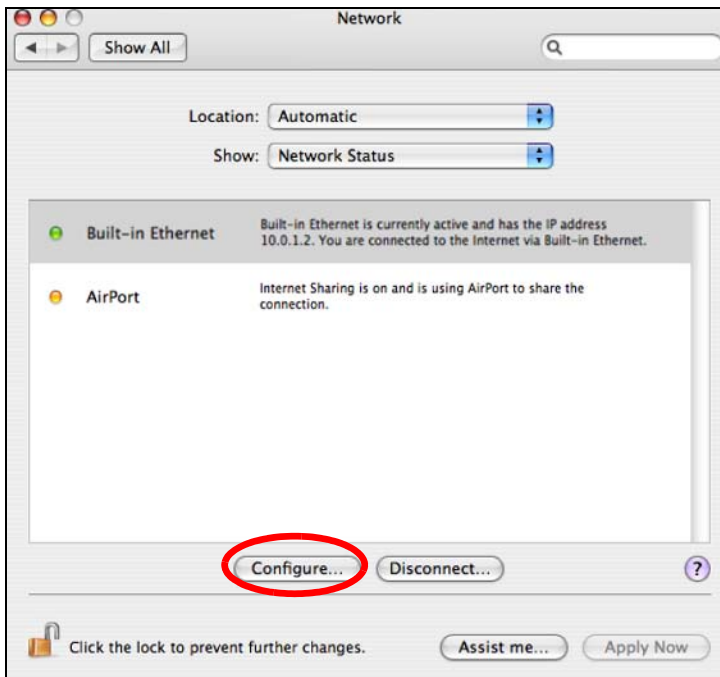 Network
Show All
Location: Automatic
Show: Network Status
Built-in Ethernet
Built-in Ethernet is currently active and has the IP address
10.0.1.2. You are connected to the Internet via Built-in Ethernet.
AirPort
Internet Sharing is on and is using AirPort to share the
connection.
Configure... Disconnect... ?
Click the lock to prevent further changes. Assist me... Apply Now